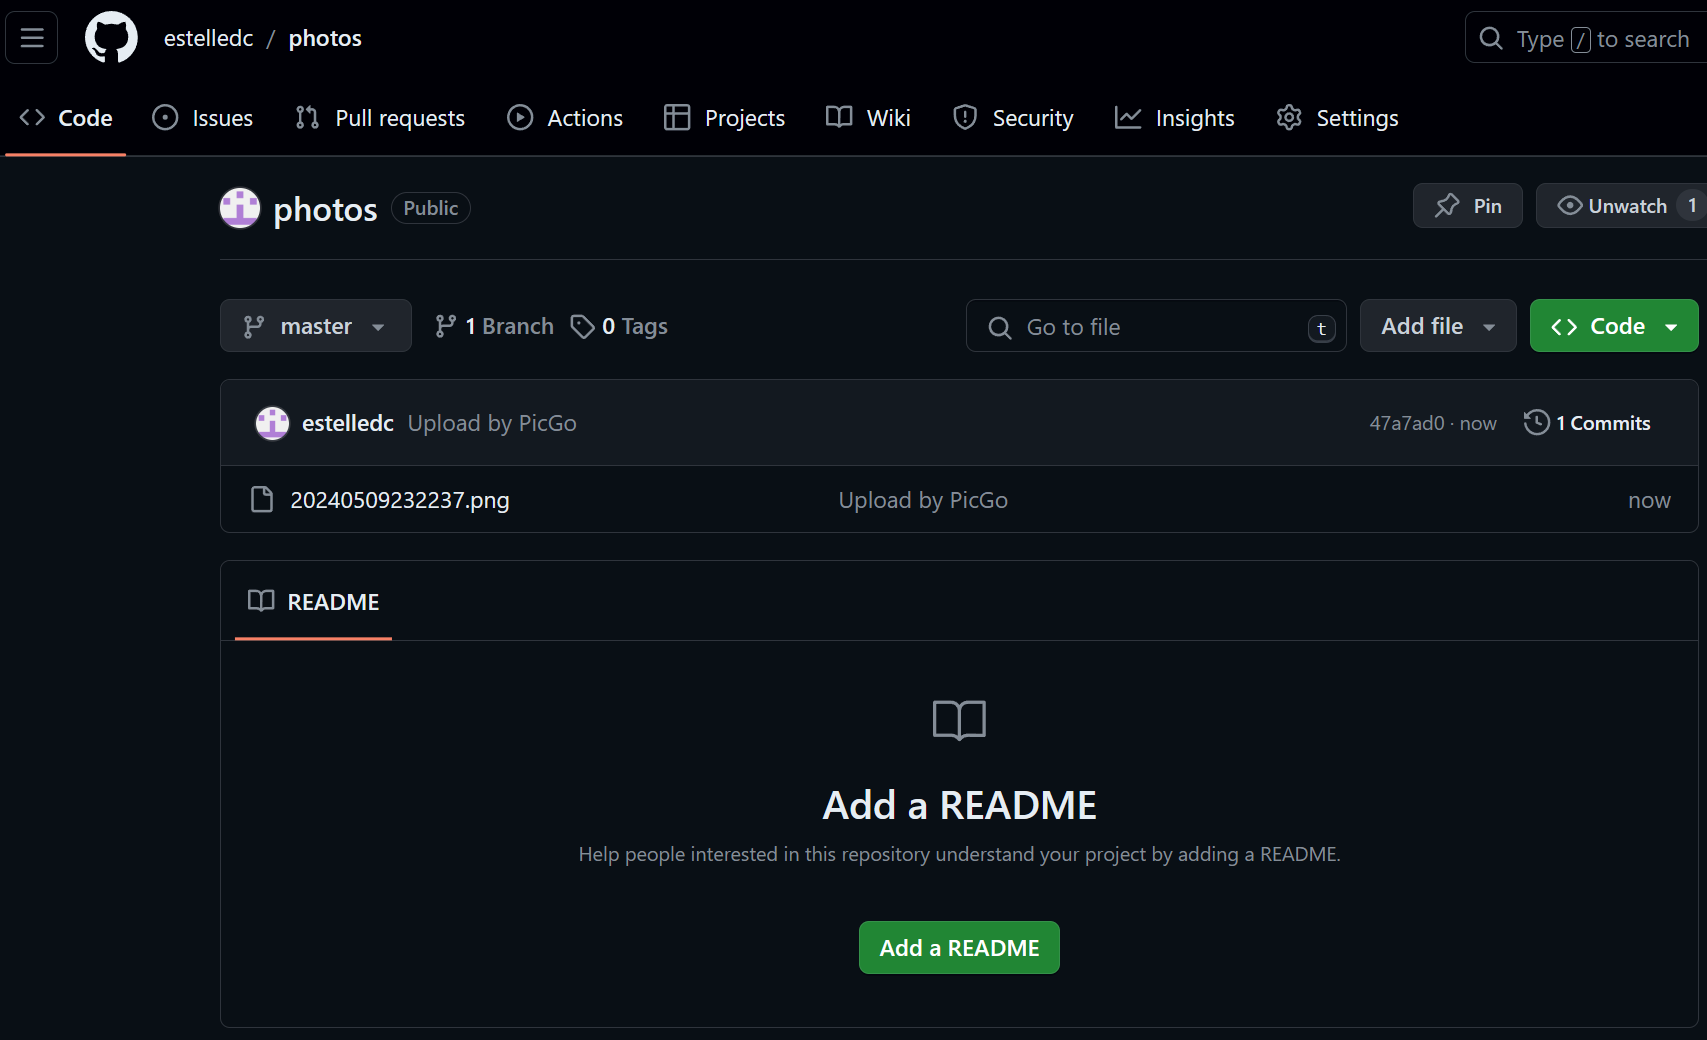 estelledc / photos
Type / to search
Code Issues Pull requests Actions Projects Wiki Security Insights Settings
photos Public
Pin Unwatch 1
master 1 Branch 0 Tags
Go to file t Add file Code
estelledc Upload by PicGo 47a7ad0 · now 1 Commits
20240509232237.png Upload by PicGo now
README
Add a README
Help people interested in this repository understand your project by adding a README.
Add a README